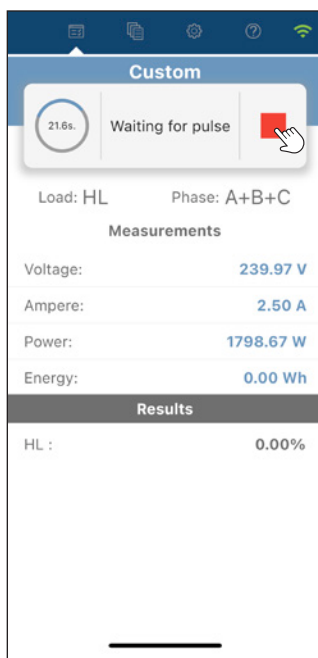 Custom
21.6s. Waiting for pulse
Load: HL Phase: A+B+C
Measurements
Voltage: 239.97 V
Ampere: 2.50 A
Power: 1798.67 W
Energy: 0.00 Wh
Results
HL : 0.00%